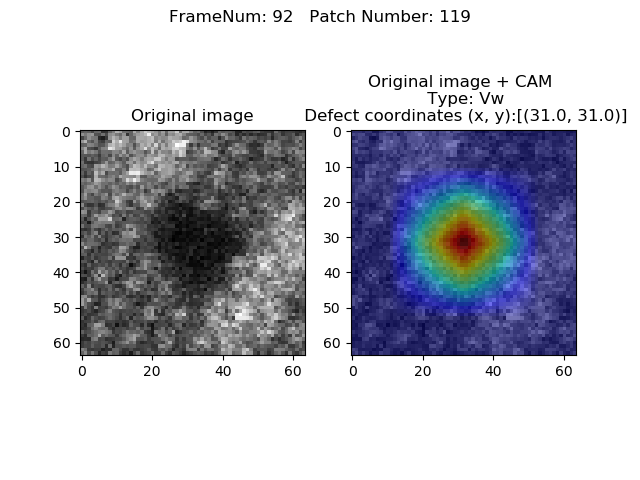 FrameNum: 92   Patch Number: 119
Original image
0
10
20
30
40
50
60
0 20 40 60
Original image + CAM
Type: Vw
Defect coordinates (x, y):[(31.0, 31.0)]
0
10
20
30
40
50
60
0 20 40 60